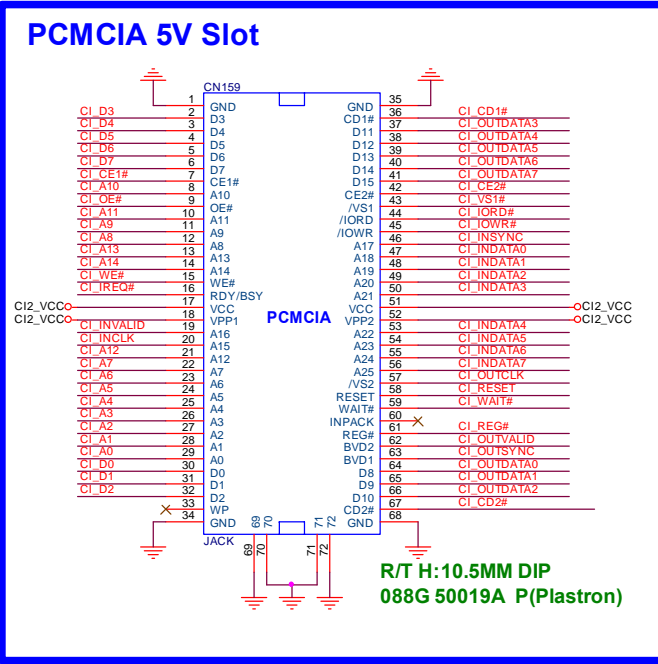 PCMCIA 5V Slot
CN159
1 GND GND 35
CI_D3 2 D3 CD1# 36 CI_CD1#
CI_D4 3 D4 D11 37 CI_OUTDATA3
CI_D5 4 D5 D12 38 CI_OUTDATA4
CI_D6 5 D6 D13 39 CI_OUTDATA5
CI_D7 6 D7 D14 40 CI_OUTDATA6
CI_CE1# 7 CE1# D15 41 CI_OUTDATA7
CI_A10 8 A10 CE2# 42 CI_CE2#
CI_OE# 9 OE# /VS1 43 CI_VS1#
CI_A11 10 A11 /IORD 44 CI_IORD#
CI_A9 11 A9 /IOWR 45 CI_IOWR#
CI_A8 12 A8 A17 46 CI_INSYNC
CI_A13 13 A13 A18 47 CI_INDATA0
CI_A14 14 A14 A19 48 CI_INDATA1
CI_WE# 15 WE# A20 49 CI_INDATA2
CI_IREQ# 16 RDY/BSY A21 50 CI_INDATA3
CI2_VCC 17 VCC VCC 51 CI2_VCC
CI2_VCC 18 VPP1 PCMCIA VPP2 52 CI2_VCC
CI_INVALID 19 A16 A22 53 CI_INDATA4
CI_INCLK 20 A15 A23 54 CI_INDATA5
CI_A12 21 A12 A24 55 CI_INDATA6
CI_A7 22 A7 A25 56 CI_INDATA7
CI_A6 23 A6 /VS2 57 CI_OUTCLK
CI_A5 24 A5 RESET 58 CI_RESET
CI_A4 25 A4 WAIT# 59 CI_WAIT#
CI_A3 26 A3 INPACK 60
CI_A2 27 A2 REG# 61 CI_REG#
CI_A1 28 A1 BVD2 62 CI_OUTVALID
CI_A0 29 A0 BVD1 63 CI_OUTSYNC
CI_D0 30 D0 D8 64 CI_OUTDATA0
CI_D1 31 D1 D9 65 CI_OUTDATA1
CI_D2 32 D2 D10 66 CI_OUTDATA2
33 WP CD2# 67 CI_CD2#
34 GND GND 68
69 70 71 72
JACK
69 70 71 72
R/T H:10.5MM DIP
088G 50019A P(Plastron)